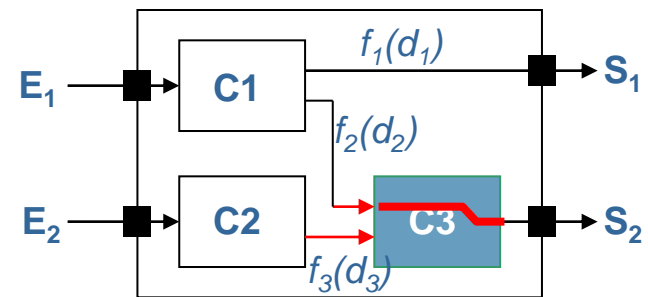 f₁(d₁)
E₁
C1
S₁
f₂(d₂)
E₂
C2
C3
S₂
f₃(d₃)